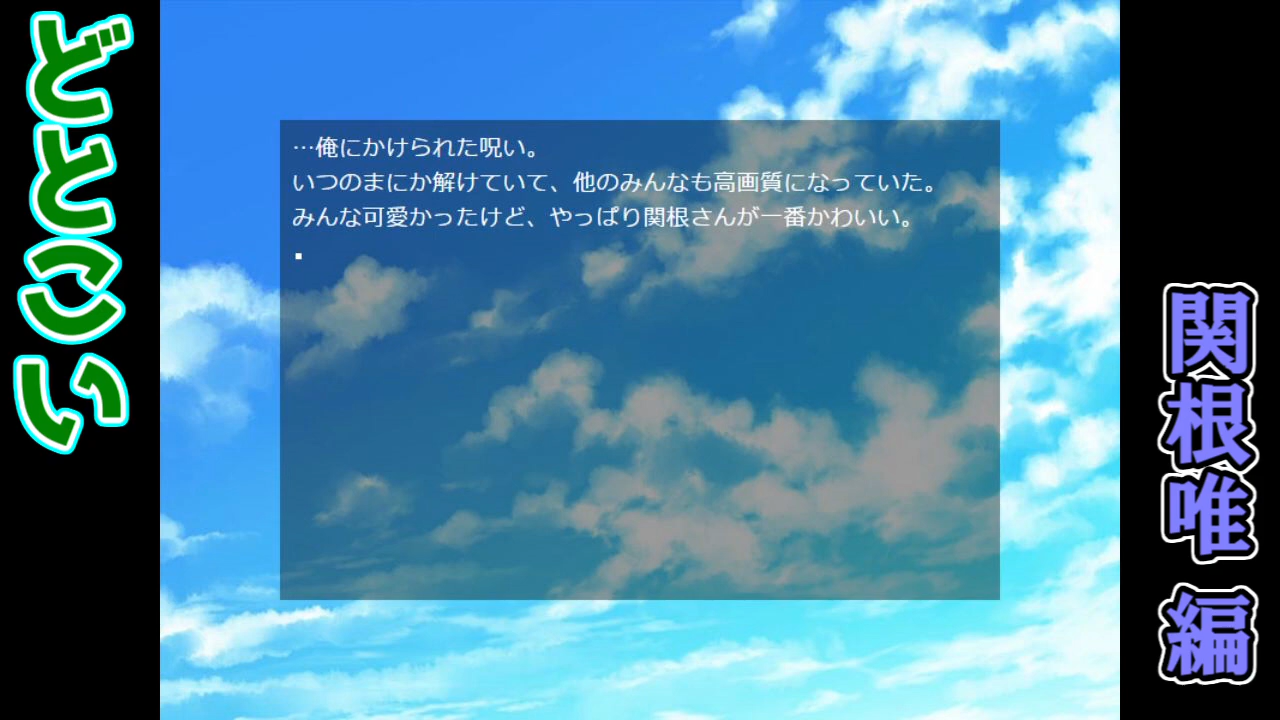 どとこい
…俺にかけられた呪い。
いつのまにか解けていて、他のみんなも高画質になっていた。
みんな可愛かったけど、やっぱり関根さんが一番かわいい。
関根唯 編